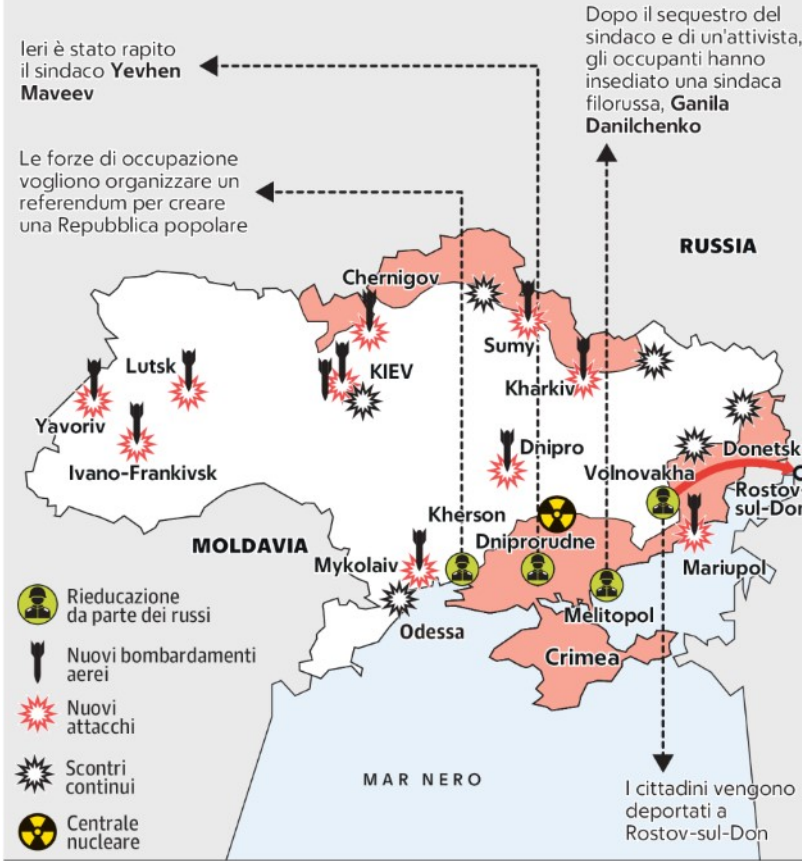 Ieri è stato rapito
il sindaco Yevhen
Maveev
Dopo il sequestro del
sindaco e di un'attivista,
gli occupanti hanno
insediato una sindaca
filorussa, Ganila
Danilchenko
Le forze di occupazione
vogliono organizzare un
referendum per creare
una Repubblica popolare
RUSSIA
Chernigov
Sumy
Lutsk
KIEV
Kharkiv
Yavoriv
Ivano-Frankivsk
Dnipro
Donetsk
Volnovakha
Rostov-
sul-Don
Kherson
MOLDAVIA
Dniprorudne
Mykolaiv
Mariupol
Melitopol
Odessa
Crimea
Rieducazione
da parte dei russi
Nuovi bombardamenti
aerei
Nuovi
attacchi
Scontri
continui
Centrale
nucleare
MAR NERO
I cittadini vengono
deportati a
Rostov-sul-Don